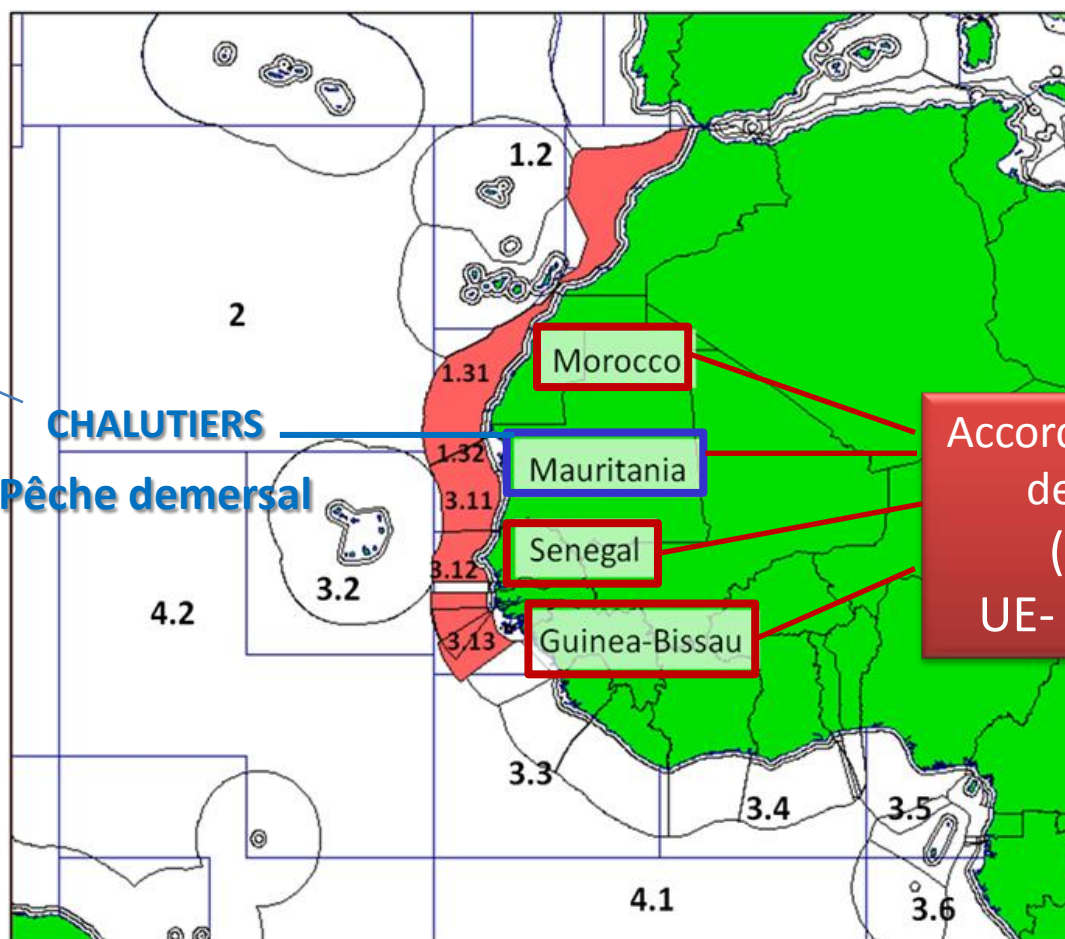 1.2
2
Morocco
1.31
CHALUTIERS
Accord
1.32
Mauritania
Pêche demersal
de
3.11
Senegal
(
3.12
3.2
4.2
UE-
3.13
Guinea-Bissau
3.3
3.4
3.5
4.1
3.6